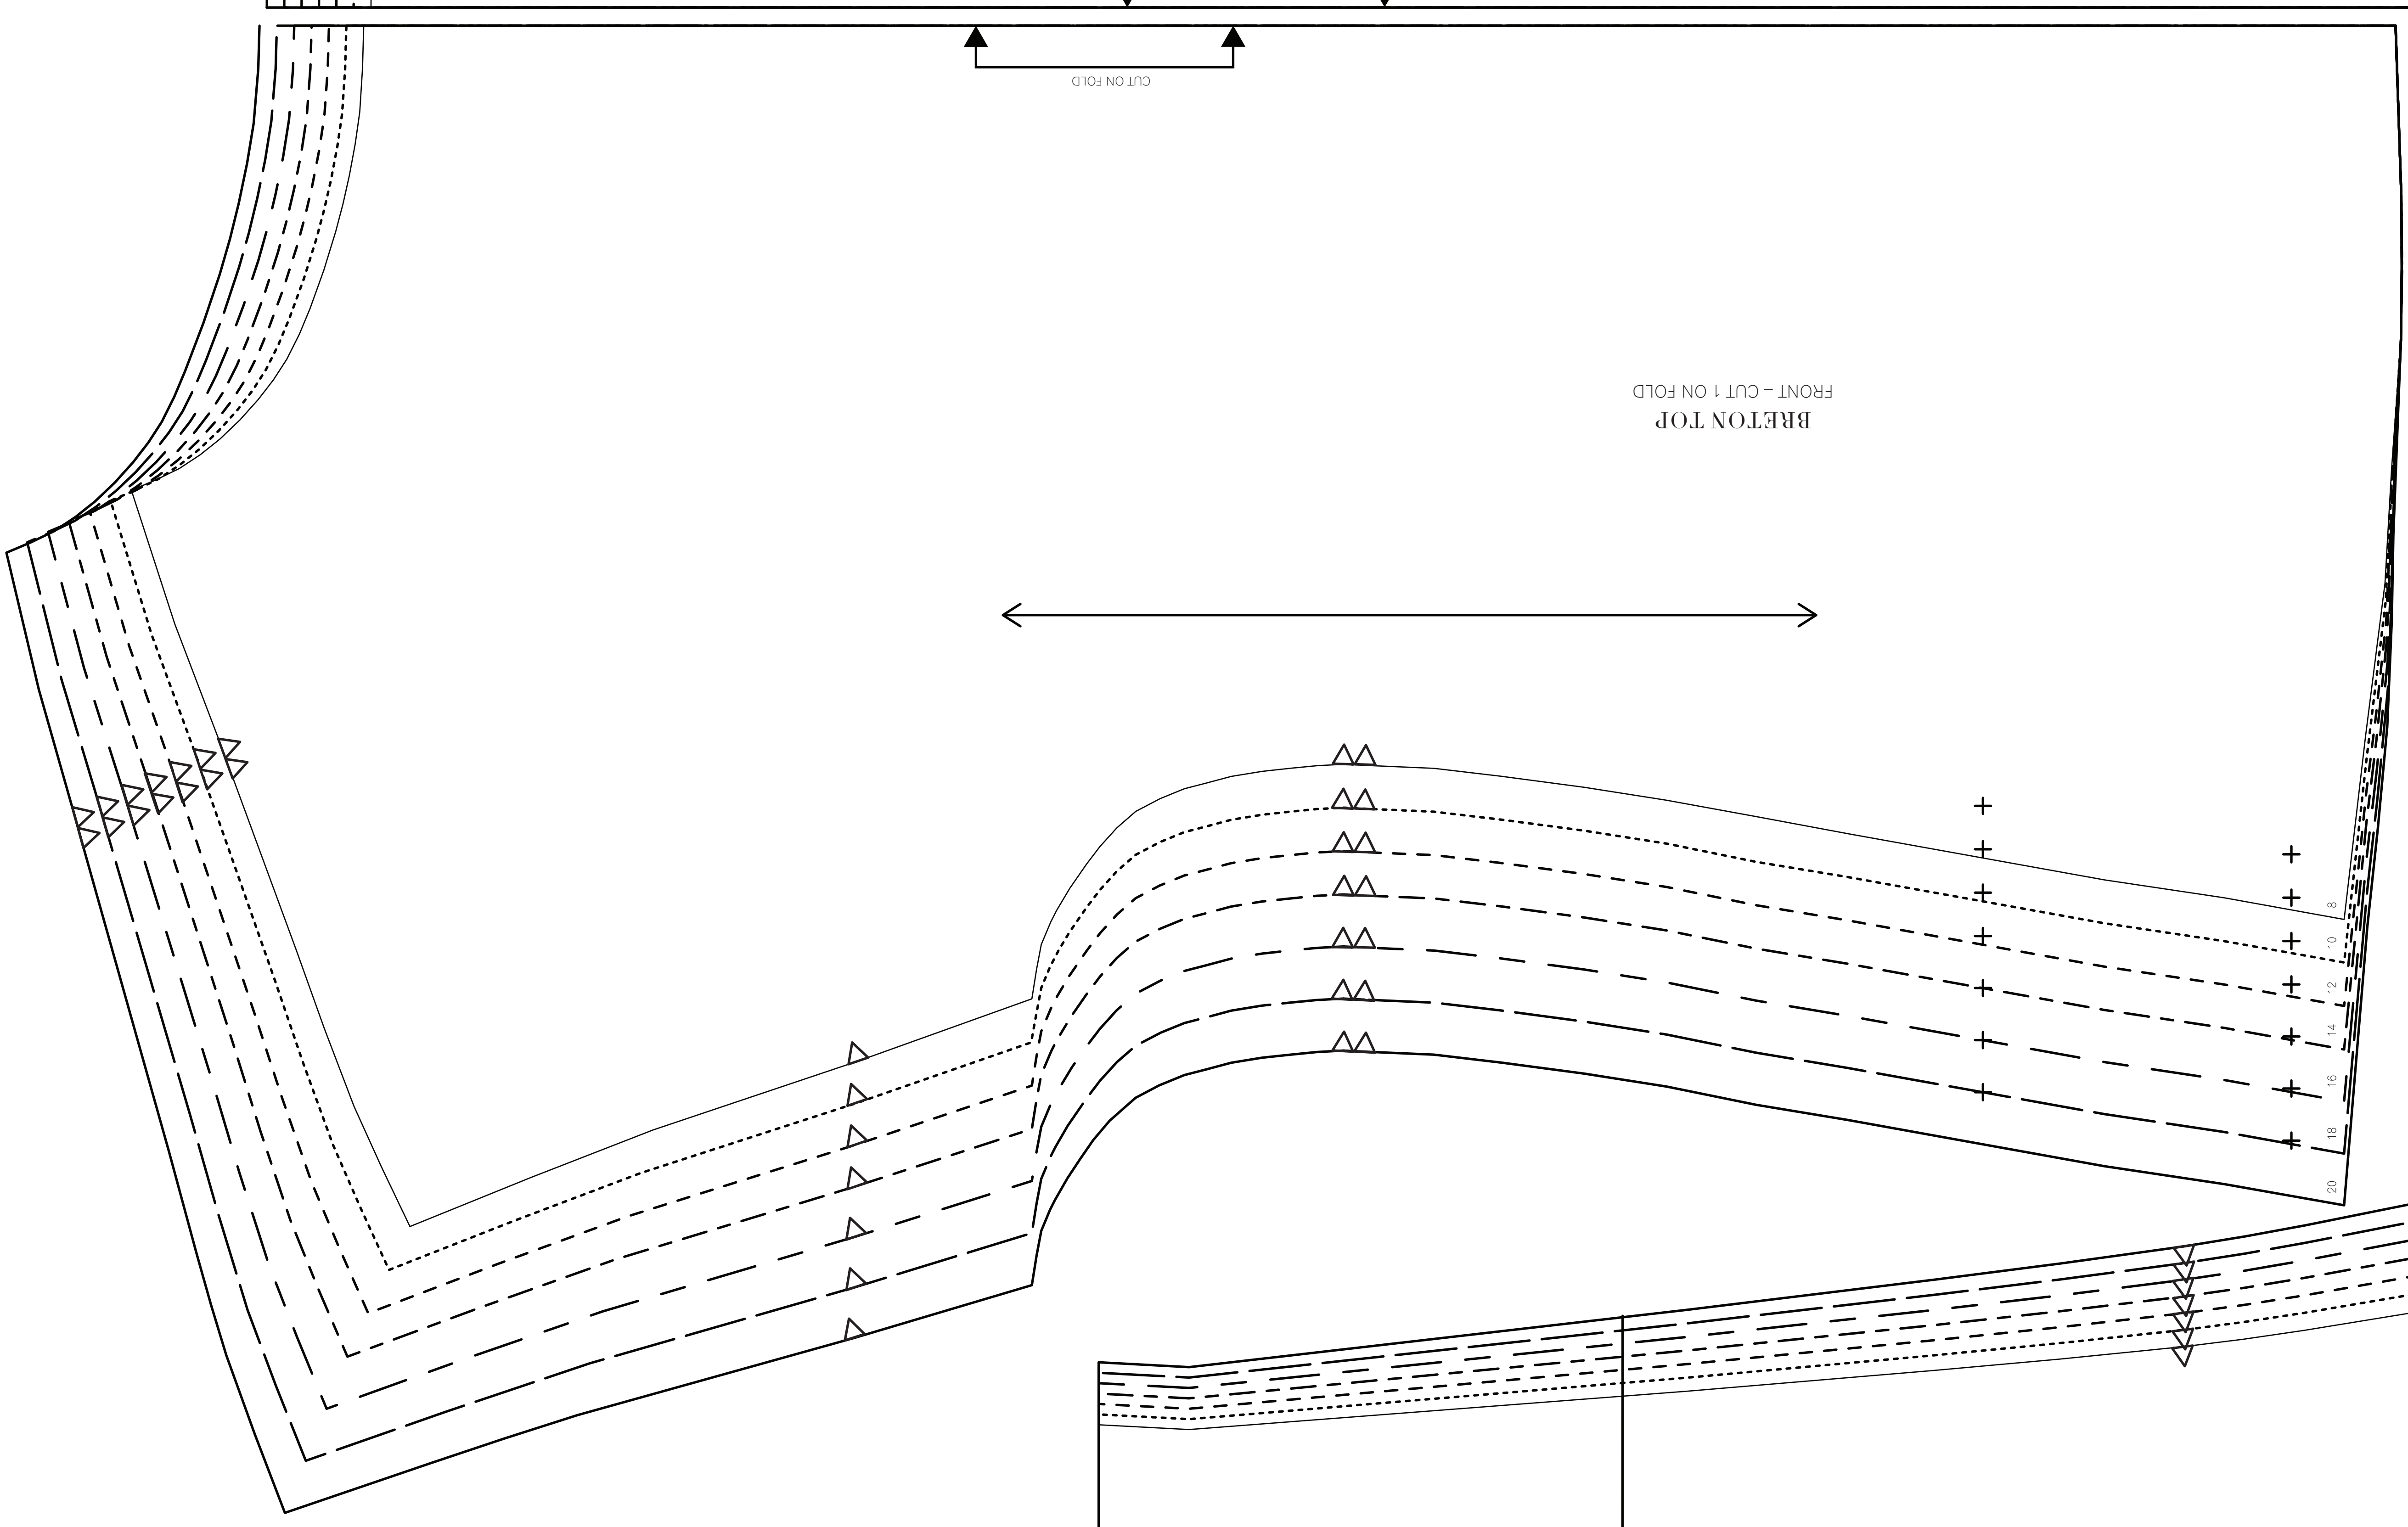 BRETON TOP
FRONT – CUT 1 ON FOLD
CUT ON FOLD
8
10
12
14
16
18
20